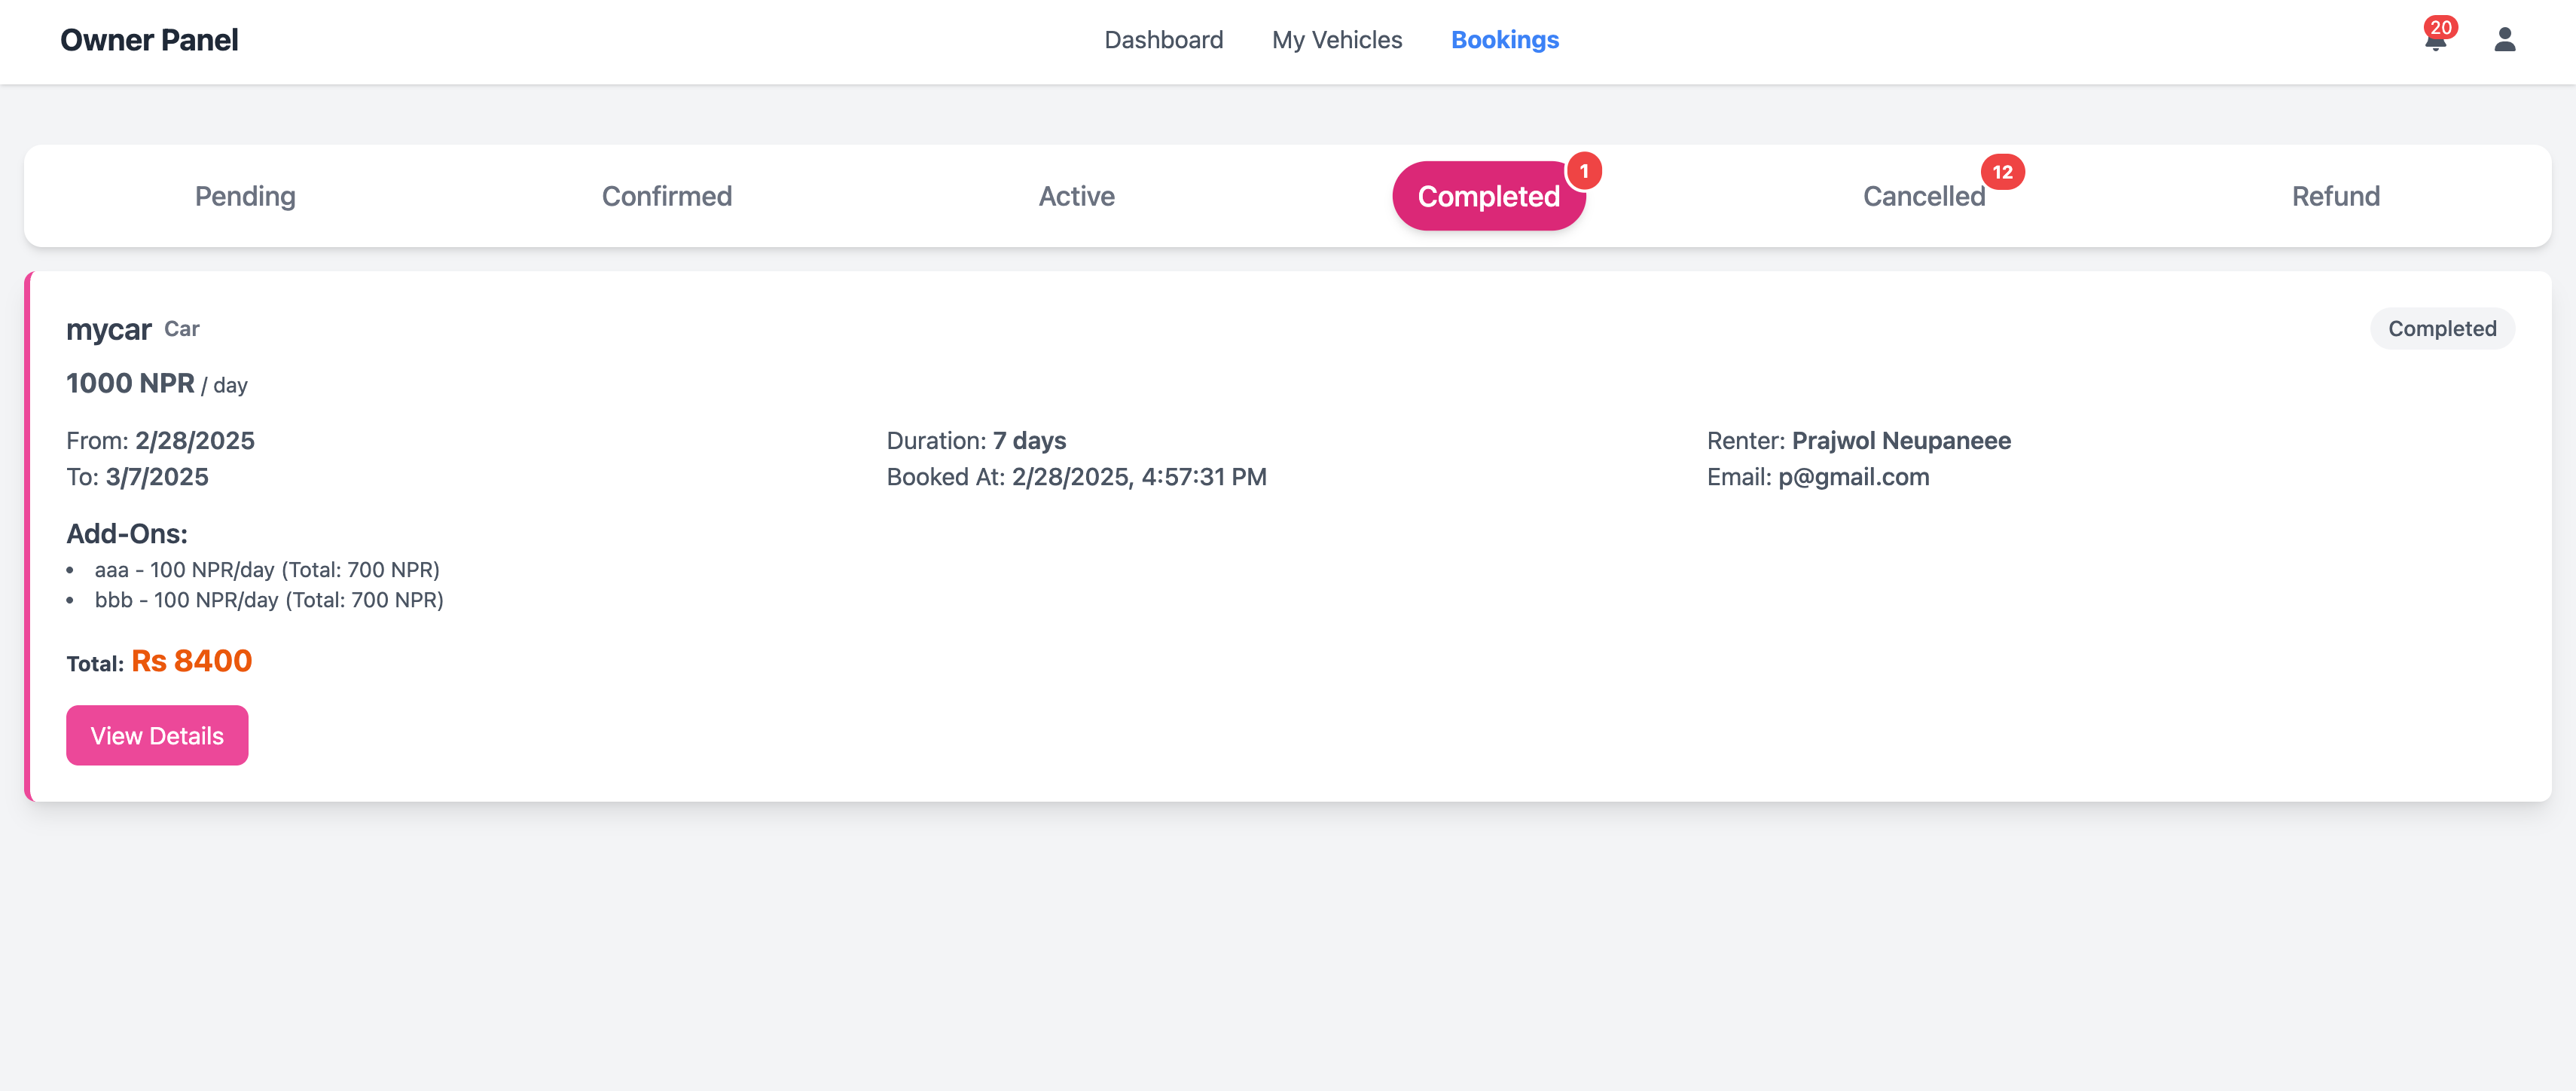 Owner Panel
Dashboard
My Vehicles
Bookings
20
Pending
Confirmed
Active
Completed
1
Cancelled
12
Refund
mycar Car
Completed
1000 NPR / day
From: 2/28/2025
To: 3/7/2025
Duration: 7 days
Booked At: 2/28/2025, 4:57:31 PM
Renter: Prajwol Neupaneee
Email: p@gmail.com
Add-Ons:
• aaa - 100 NPR/day (Total: 700 NPR)
• bbb - 100 NPR/day (Total: 700 NPR)
Total: Rs 8400
View Details